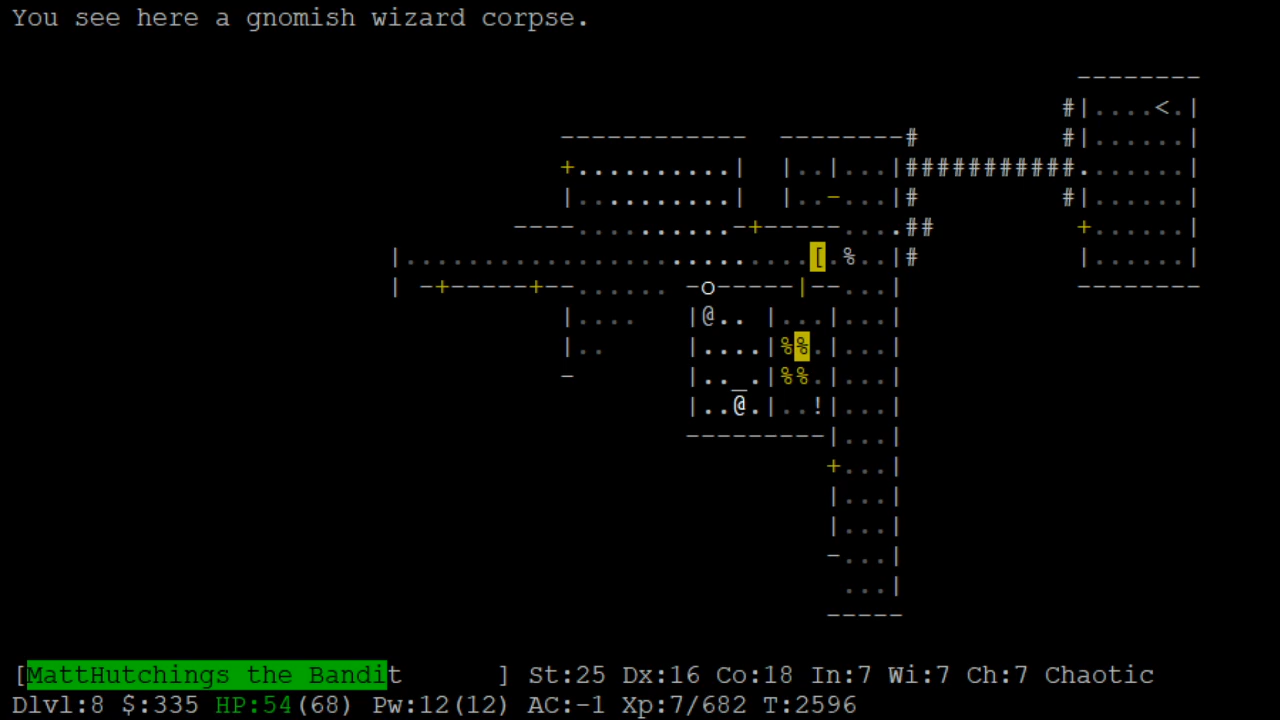 You see here a gnomish wizard corpse.
--------
#|....<.|
------------  --------#         #|......|
+..........|  |..|...|###########.......|
|..........|  |..-...|#         #|......|
----..........-+-----....##         +......|
|..........................[.%..|#           |......|
| -+-----+-...... -o-----|--...|            --------
|....   |@.. |...|...|
|..     |....|%%.|...|
-       |.._.|%%.|...|
|..@.|..!|...|
---------|...|
+...|
|...|
|...|
-...|
...|
-----
[MattHutchings the Bandit      ] St:25 Dx:16 Co:18 In:7 Wi:7 Ch:7 Chaotic
Dlvl:8 $:335 HP:54(68) Pw:12(12) AC:-1 Xp:7/682 T:2596